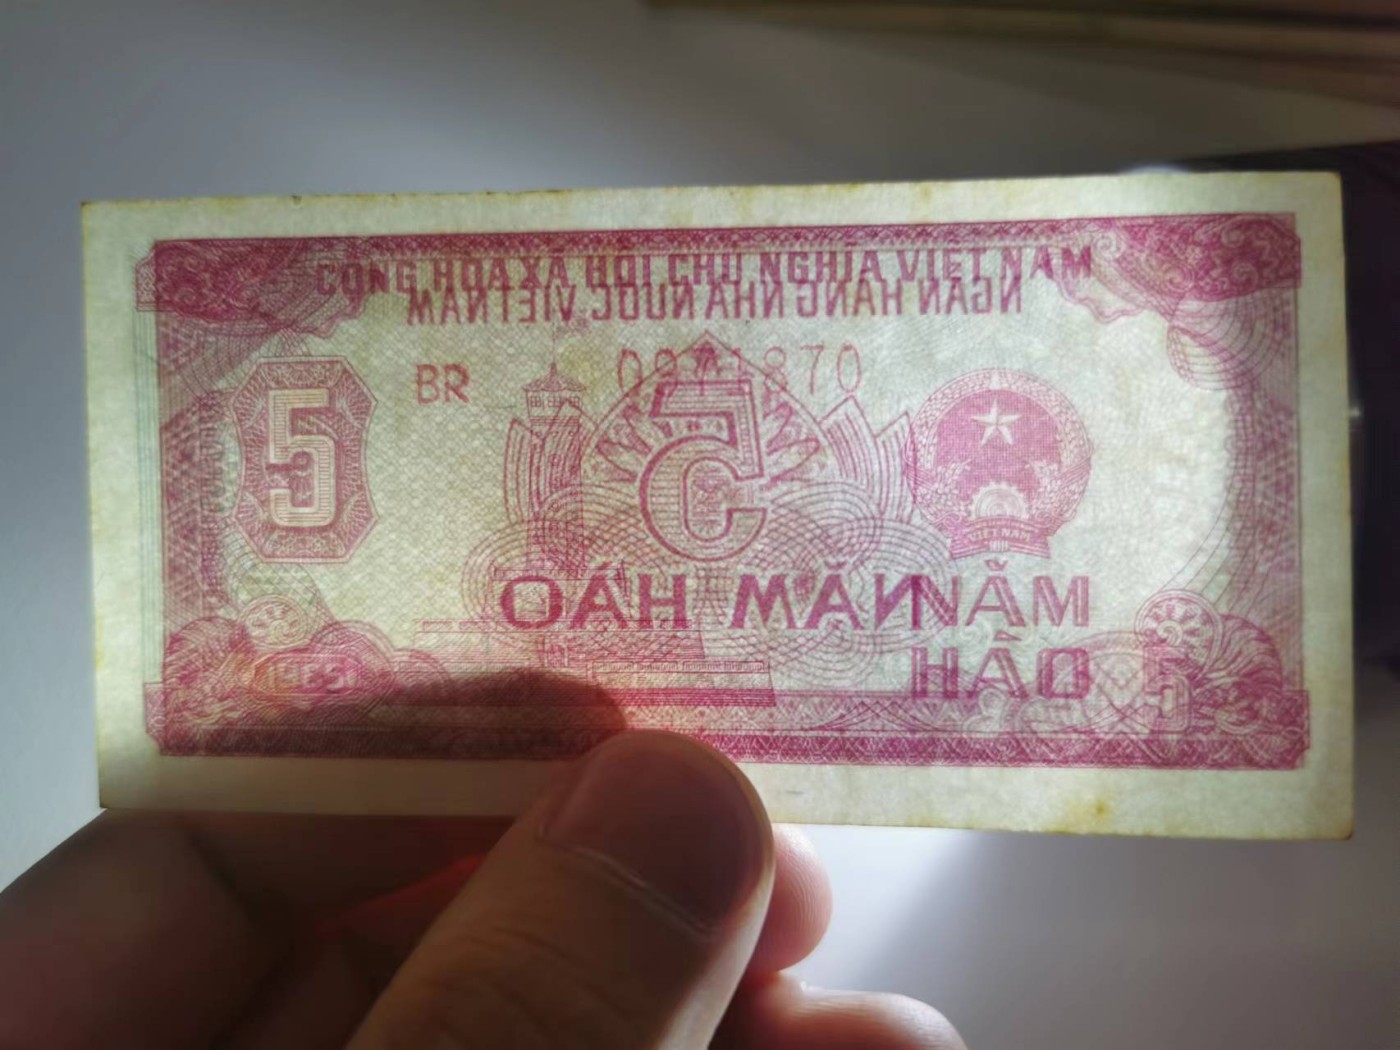 CỘNG HÒA XÃ HỘI CHỦ NGHĨA VIỆT NAM
NGÂN HÀNG NHÀ NƯỚC VIỆT NAM
BR
5
5
VIỆT NAM
NĂM HÀO
NĂM
HÀO
1985
5